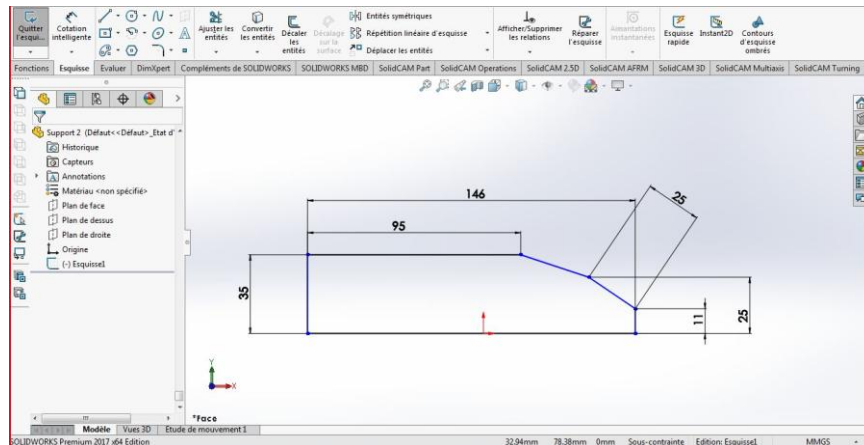 Quitter l'esqui...
Cotation intelligente
Ajuster les entités
Convertir les entités
Décaler les entités
Décalage sur la surface
Entités symétriques
Répétition linéaire d'esquisse
Déplacer les entités
Afficher/Supprimer les relations
Réparer l'esquisse
Aimantations instantanées
Esquisse rapide
Instant2D
Contours d'esquisse ombrés
Fonctions Esquisse Evaluer DimXpert Compléments de SOLIDWORKS SOLIDWORKS MBD SolidCAM Part SolidCAM Operations SolidCAM 2.5D SolidCAM AFRM SolidCAM 3D SolidCAM Multiaxis SolidCAM Turning
Support 2 (Défaut<<Défaut>_Etat d'
Historique
Capteurs
Annotations
Matériau <non spécifié>
Plan de face
Plan de dessus
Plan de droite
Origine
(-) Esquisse1
146
25
95
35
11
25
Y
X
*Face
Modèle Vues 3D Etude de mouvement 1
SOLIDWORKS Premium 2017 x64 Edition 32.94mm 78.38mm 0mm Sous-contrainte Edition: Esquisse1 MMGS